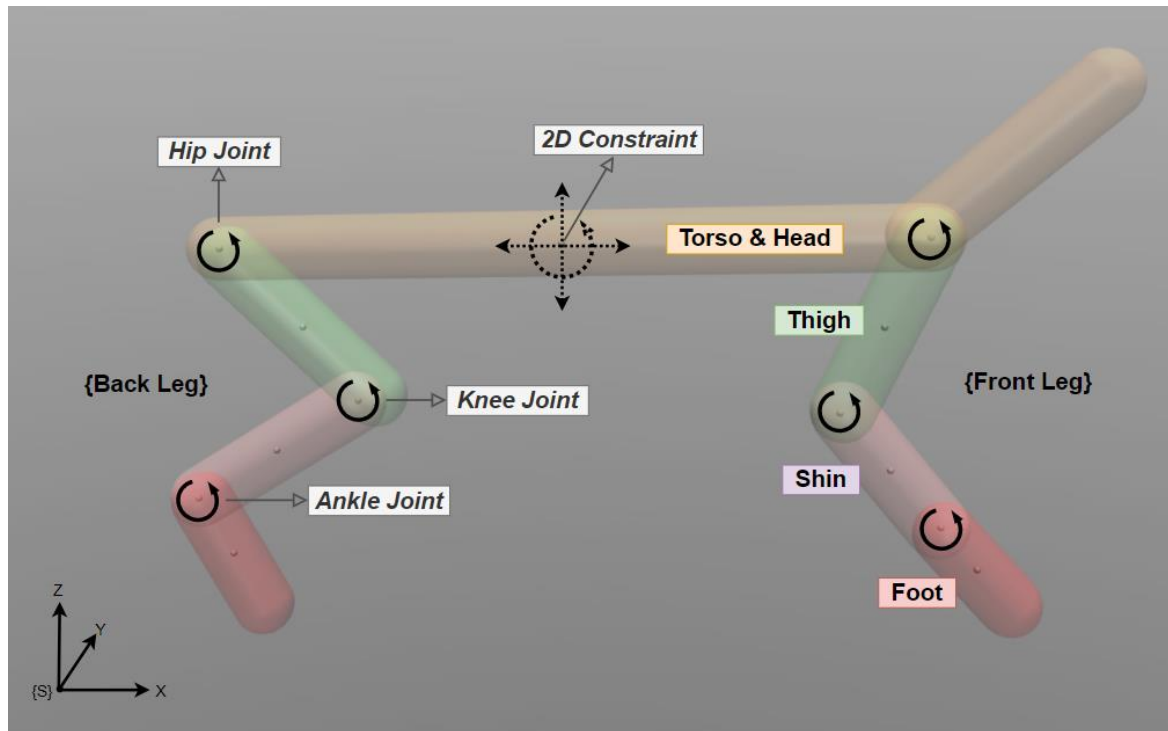 Hip Joint
2D Constraint
Torso & Head
Thigh
{Back Leg}
{Front Leg}
Knee Joint
Shin
Ankle Joint
Foot
Z
Y
{S}
X